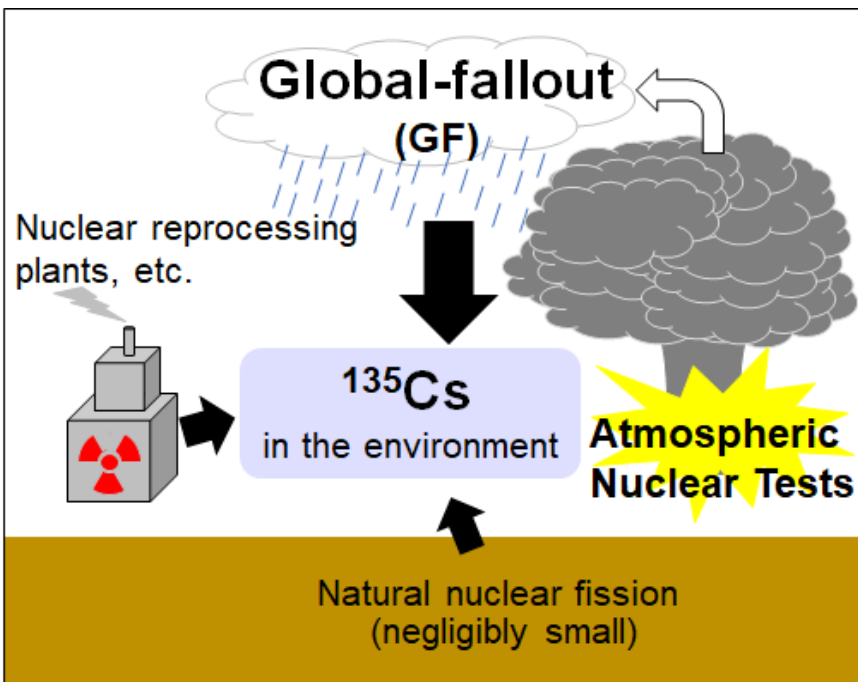 Global-fallout
(GF)
Nuclear reprocessing
plants, etc.
¹³⁵Cs
in the environment
Atmospheric
Nuclear Tests
Natural nuclear fission
(negligibly small)